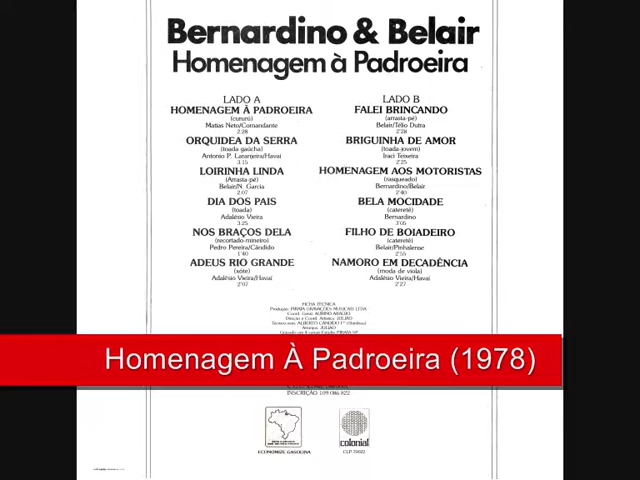 Bernardino & Belair
Homenagem à Padroeira
LADO A
HOMENAGEM À PADROEIRA
(cururú)
Matias Neto/Comandante
2:28
ORQUIDEA DA SERRA
(toada gaúcha)
Antonio P. Laranjeira/Havaí
3:15
LOIRINHA LINDA
(Arrasta-pé)
Belair/N. Garcia
2:07
DIA DOS PAIS
(toada)
Adalésio Vieira
3:25
NOS BRAÇOS DELA
(recortado-mineiro)
Pedro Pereira/Cândido
1'40
ADEUS RIO GRANDE
(xóte)
Adalésio Vieira/Havaí
2'07
LADO B
FALEI BRINCANDO
(arrasta-pé)
Belair/Télio Dutra
2'28
BRIGUINHA DE AMOR
(toada-jovem)
Iraci Teixeira
2'25
HOMENAGEM AOS MOTORISTAS
(rasqueado)
Bernardino/Belair
2'40
BELA MOCIDADE
(cateretê)
Bernardino
3'05
FILHO DE BOIADEIRO
(cateretê)
Belair/Pinhalense
2'55
NAMORO EM DECADÊNCIA
(moda de viola)
Adalésio Vieira/Havaí
2'27
FICHA TÉCNICA
Homenagem À Padroeira (1978)
ECONOMIZE GASOLINA
colonial